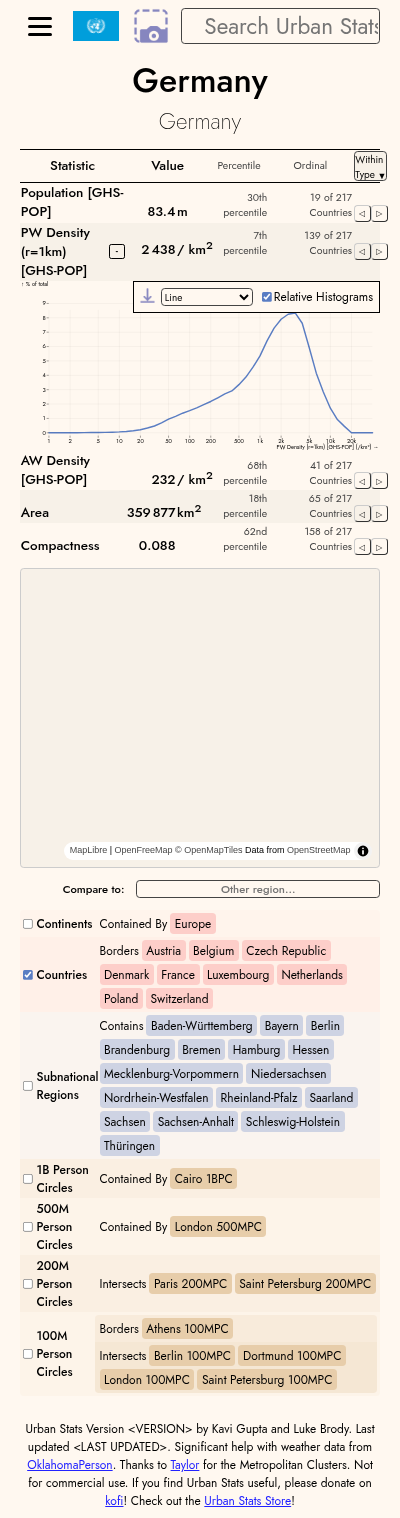 Search Urban Stats
Germany
Germany
Statistic Value Percentile Ordinal Within Type ▼
Population [GHS-POP] 83.4 m 30th percentile 19 of 217 Countries ◁ ▷
PW Density (r=1km) [GHS-POP] - 2 438 / km² 7th percentile 139 of 217 Countries ◁ ▷
↑ % of total
Line Relative Histograms
9
8
7
6
5
4
3
2
1
0
1 2 5 10 20 50 100 200 500 1k 2k 5k 10k 20k
PW Density (r=1km) [GHS-POP] (/km²) →
AW Density [GHS-POP] 232 / km² 68th percentile 41 of 217 Countries ◁ ▷
Area 359 877 km² 18th percentile 65 of 217 Countries ◁ ▷
Compactness 0.088 62nd percentile 158 of 217 Countries ◁ ▷
MapLibre | OpenFreeMap © OpenMapTiles Data from OpenStreetMap
Compare to: Other region...
Continents Contained By Europe
Countries Borders Austria Belgium Czech Republic
Denmark France Luxembourg Netherlands
Poland Switzerland
Subnational Regions Contains Baden-Württemberg Bayern Berlin
Brandenburg Bremen Hamburg Hessen
Mecklenburg-Vorpommern Niedersachsen
Nordrhein-Westfalen Rheinland-Pfalz Saarland
Sachsen Sachsen-Anhalt Schleswig-Holstein
Thüringen
1B Person Circles Contained By Cairo 1BPC
500M Person Circles Contained By London 500MPC
200M Person Circles Intersects Paris 200MPC Saint Petersburg 200MPC
100M Person Circles Borders Athens 100MPC
Intersects Berlin 100MPC Dortmund 100MPC
London 100MPC Saint Petersburg 100MPC
Urban Stats Version <VERSION> by Kavi Gupta and Luke Brody. Last
updated <LAST UPDATED>. Significant help with weather data from
OklahomaPerson. Thanks to Taylor for the Metropolitan Clusters. Not
for commercial use. If you find Urban Stats useful, please donate on
kofi! Check out the Urban Stats Store!